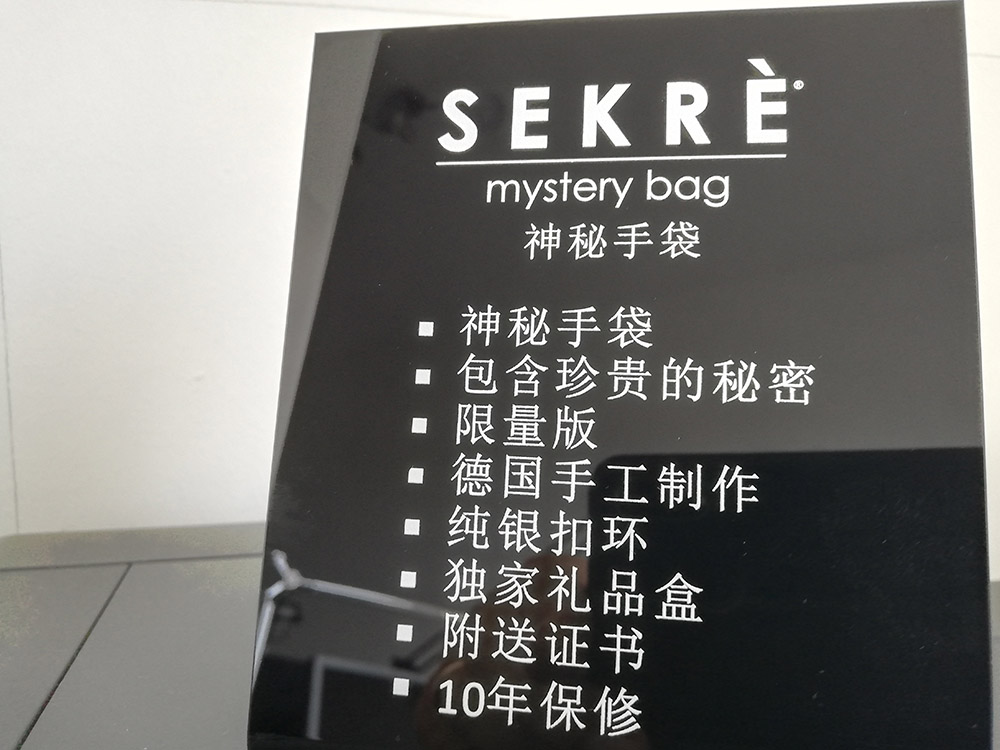 SEKRÈ
mystery bag
神秘手袋
▪ 神秘手袋
▪ 包含珍贵的秘密
▪ 限量版
▪ 德国手工制作
▪ 纯银扣环
▪ 独家礼品盒
▪ 附送证书
▪ 10年保修